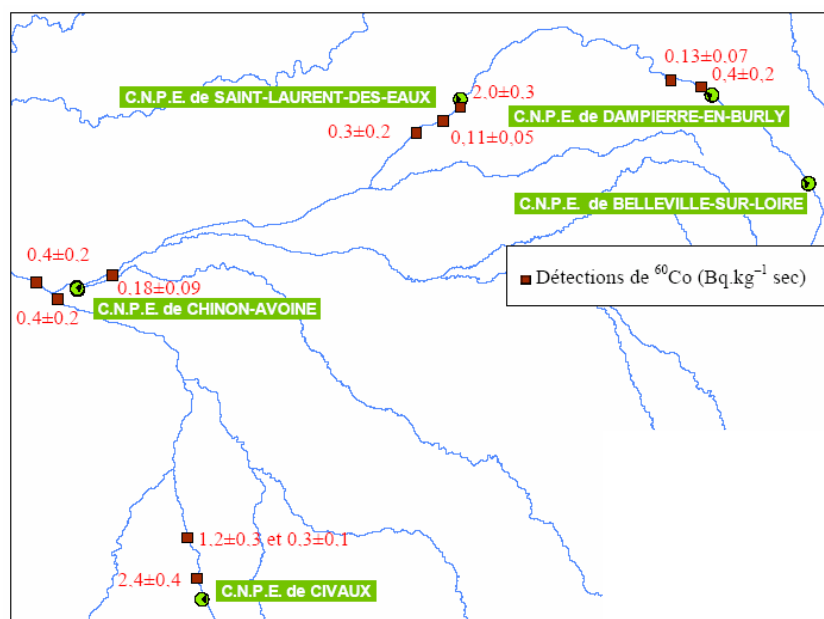 0.13±0.07
C.N.P.E. de SAINT-LAURENT-DES-EAUX
2.0±0.3
0,4±0,2
C.N.P.E. de DAMPIERRE-EN-BURLY
0.3±0.2
0,11±0,05
C.N.P.E. de BELLEVILLE-SUR-LOIRE
0.4±0.2
Détections de ⁶⁰Co (Bq.kg⁻¹ sec)
0.18±0.09
C.N.P.E. de CHINON-AVOINE
0.4±0.2
1.2±0.3 et 0.3±0.1
2.4±0.4
C.N.P.E. de CIVAUX